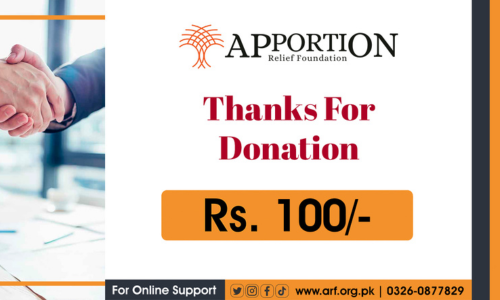 APPORTION
Relief Foundation
Thanks For
Donation
Rs. 100/-
For Online Support
www.arf.org.pk | 0326-0877829